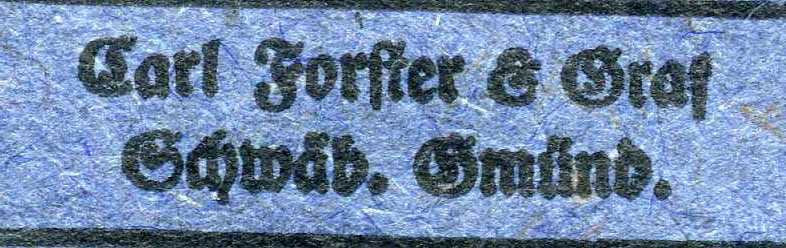 Carl Forster & Graf
Schwäb. Gmünd.